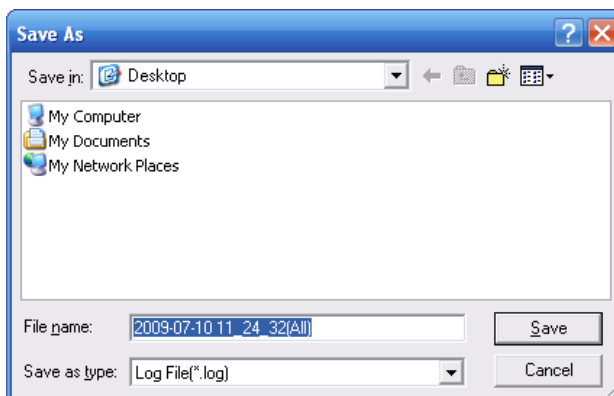 Save As
Save in: Desktop
My Computer
My Documents
My Network Places
File name: 2009-07-10 11_24_32(All) Save
Save as type: Log File(*.log) Cancel